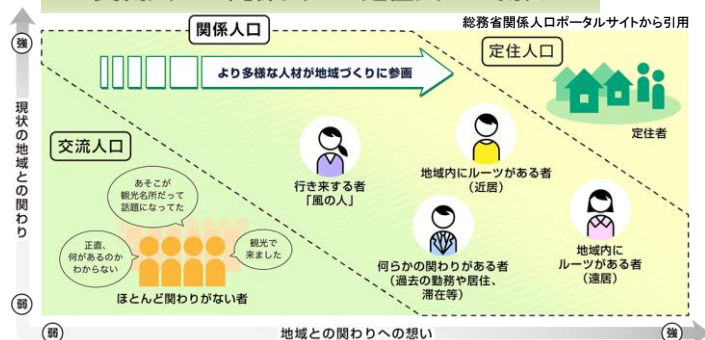 総務省関係人口ポータルサイトから引用
強
関係人口
定住人口
より多様な人材が地域づくりに参画
現状の地域との関わり
交流人口
定住者
あそこが
観光名所だって
話題になってた
正直、
何があるのか
わからない
観光で
来ました
ほとんど関わりがない者
行き来する者
「風の人」
地域内にルーツがある者
(近居)
何らかの関わりがある者
(過去の勤務や居住、
滞在等)
地域内に
ルーツがある者
(遠居)
弱
弱
地域との関わりへの想い
強